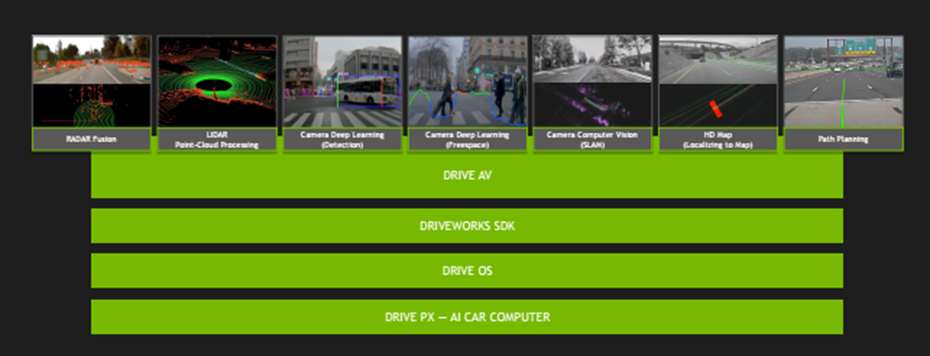 RADAR Fusion
LIDAR
Point-Cloud Processing
Camera Deep Learning
(Detection)
Camera Deep Learning
(Freespace)
Camera Computer Vision
(SLAM)
HD Map
(Localizing to Map)
Path Planning
DRIVE AV
DRIVEWORKS SDK
DRIVE OS
DRIVE PX — AI CAR COMPUTER